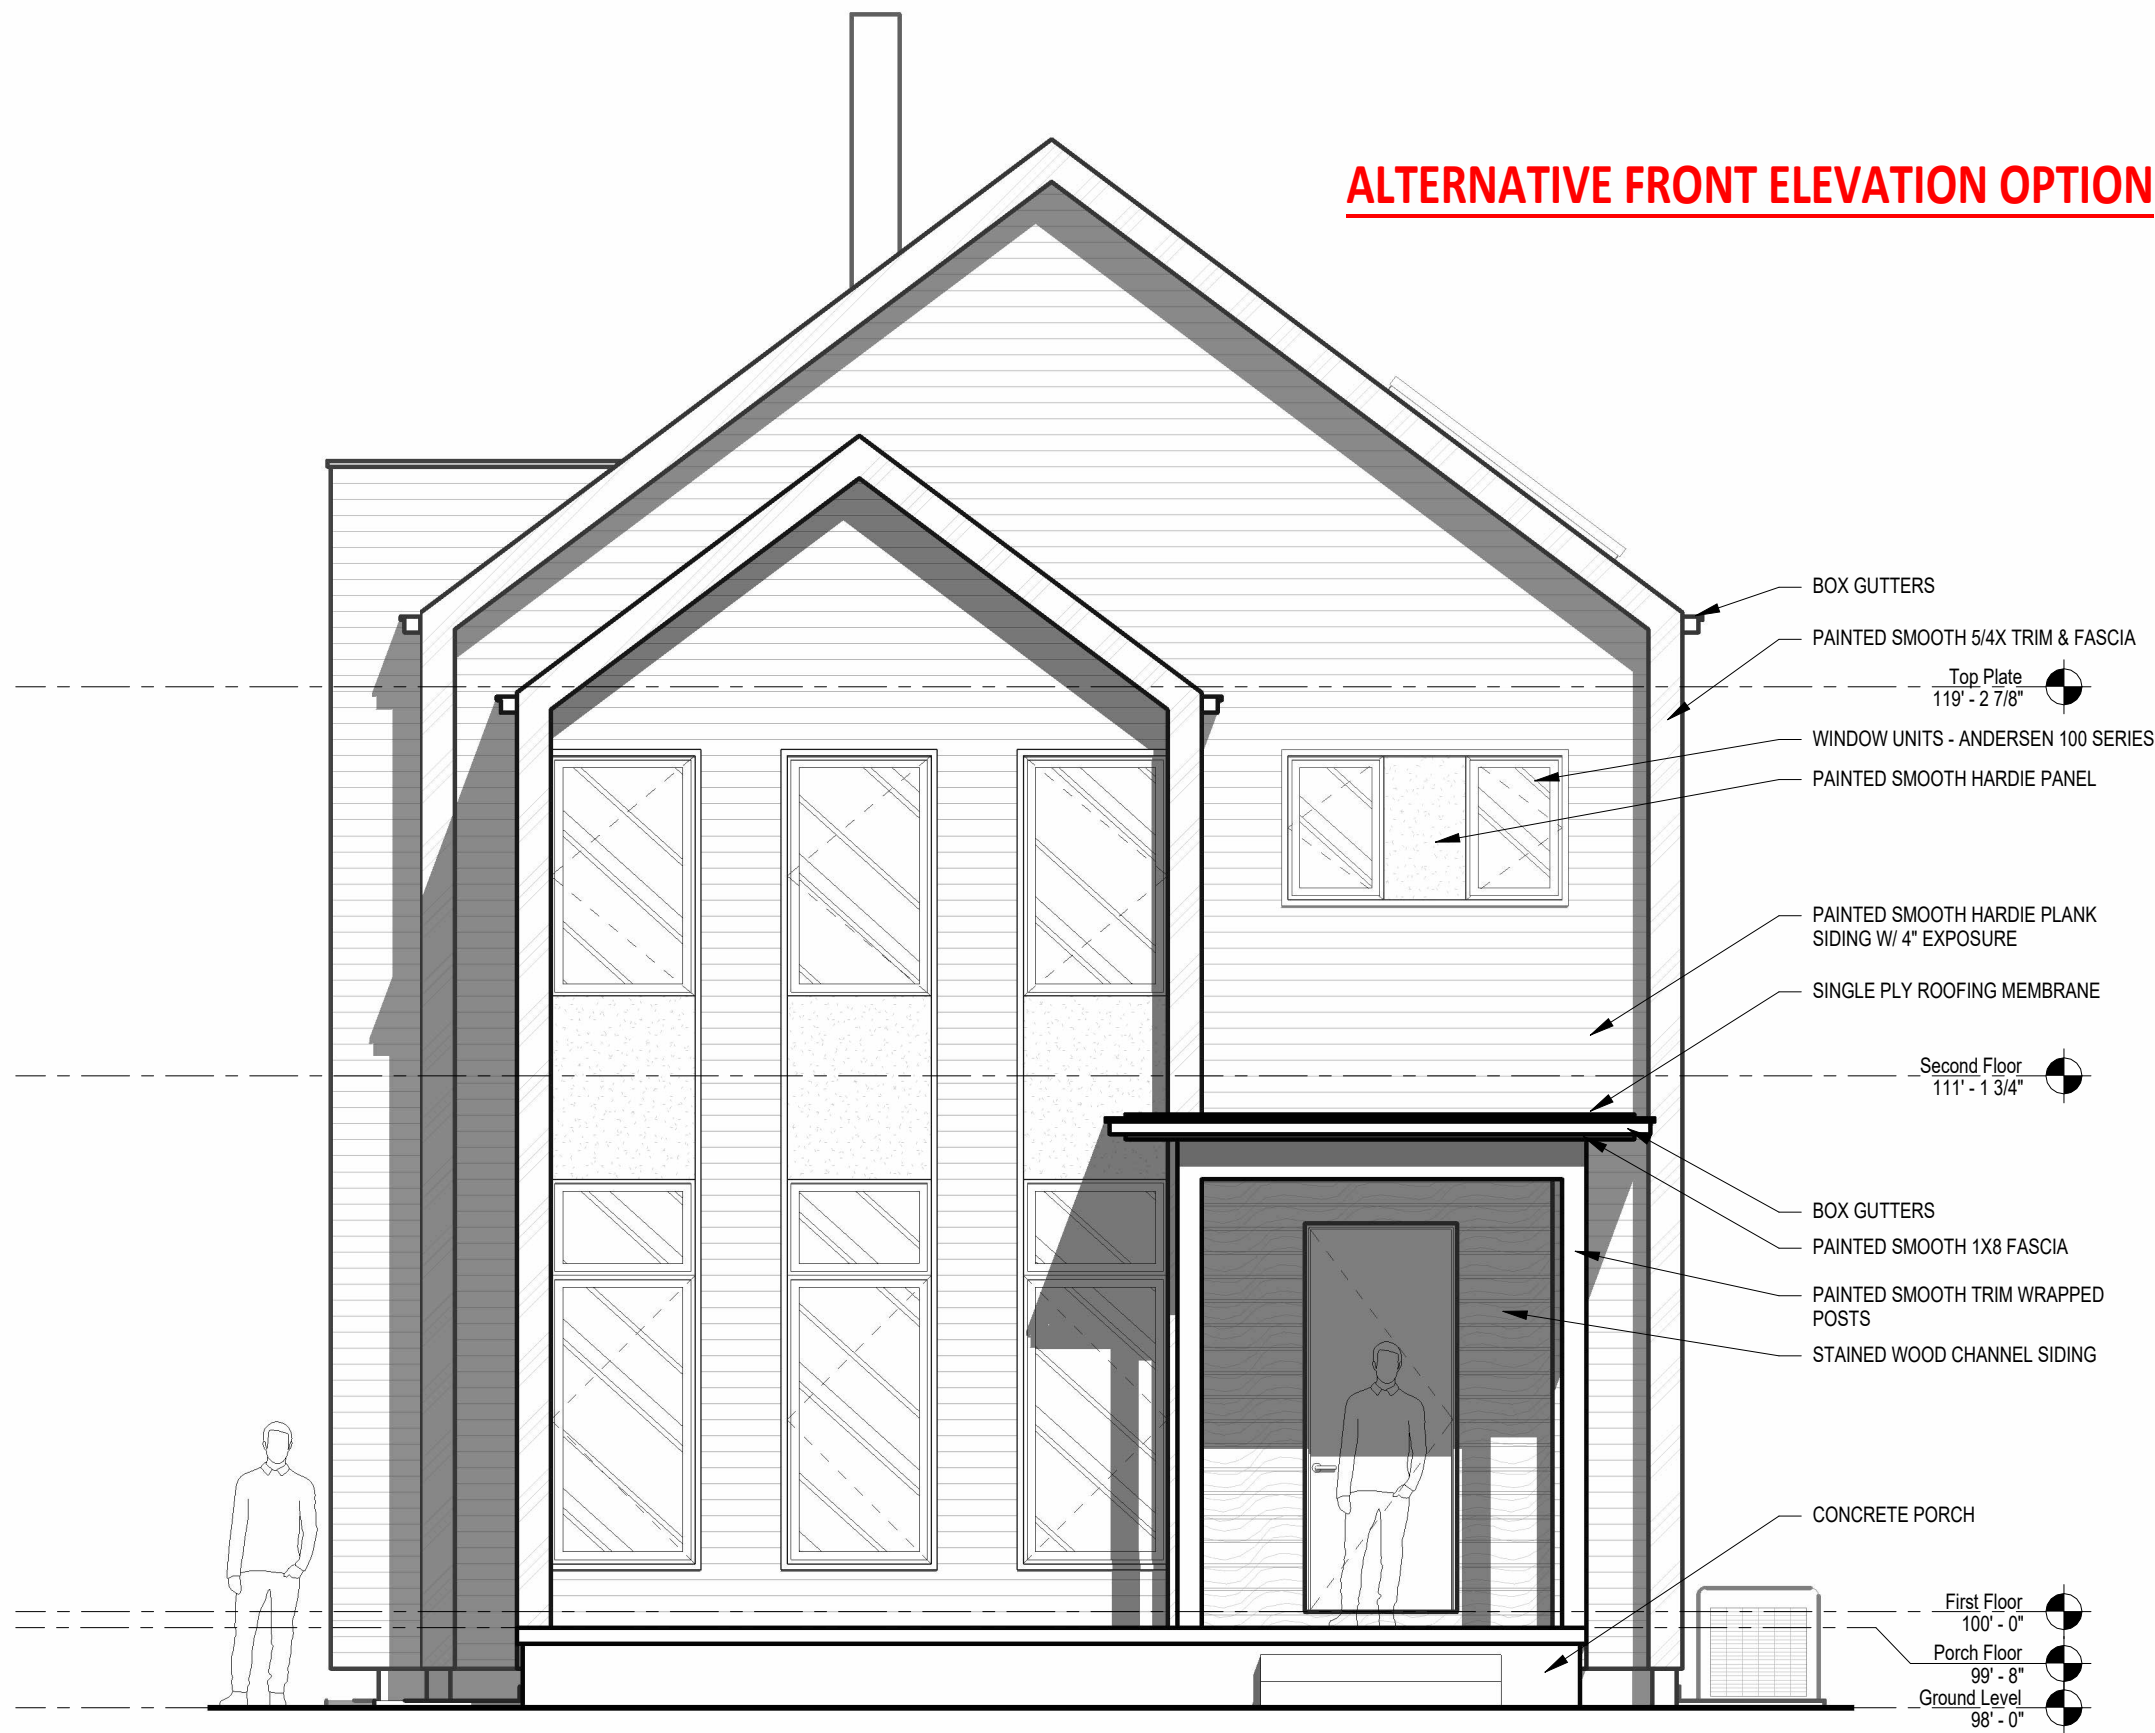 ALTERNATIVE FRONT ELEVATION OPTION
BOX GUTTERS
PAINTED SMOOTH 5/4X TRIM & FASCIA
Top Plate
119' - 2 7/8"
WINDOW UNITS - ANDERSEN 100 SERIES
PAINTED SMOOTH HARDIE PANEL
PAINTED SMOOTH HARDIE PLANK
SIDING W/ 4" EXPOSURE
SINGLE PLY ROOFING MEMBRANE
Second Floor
111' - 1 3/4"
BOX GUTTERS
PAINTED SMOOTH 1X8 FASCIA
PAINTED SMOOTH TRIM WRAPPED
POSTS
STAINED WOOD CHANNEL SIDING
CONCRETE PORCH
First Floor
100' - 0"
Porch Floor
99' - 8"
Ground Level
98' - 0"